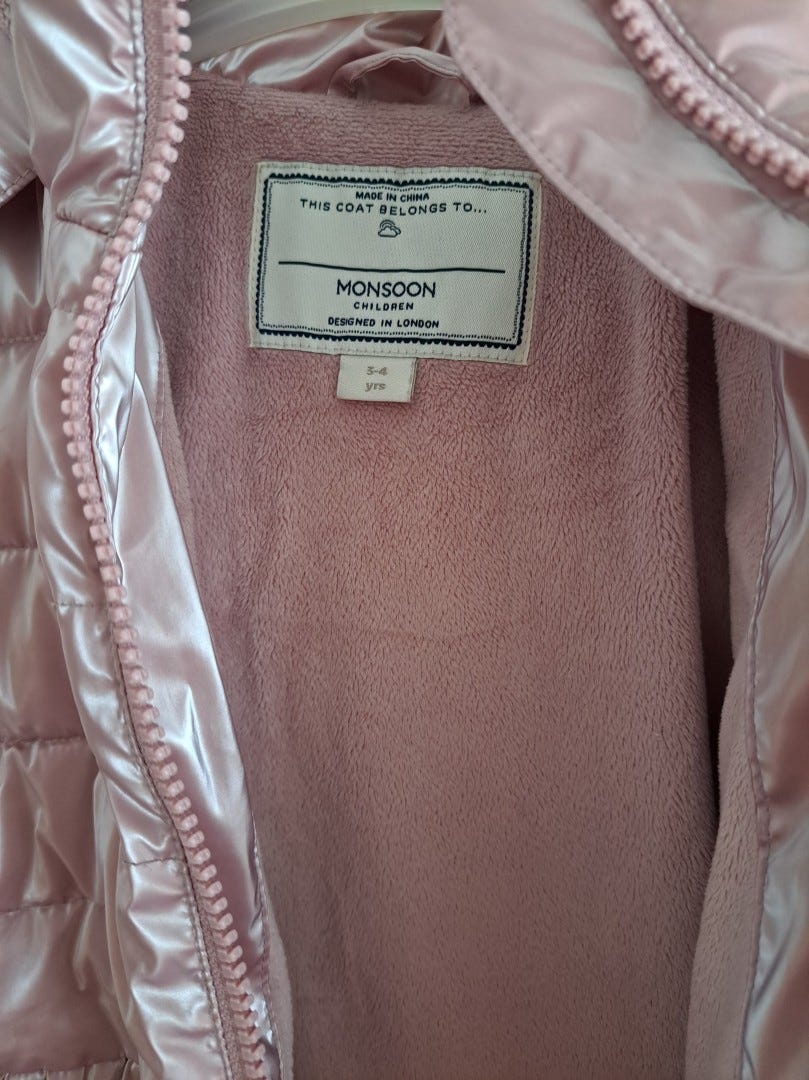 MADE IN CHINA
THIS COAT BELONGS TO...
MONSOON
CHILDREN
DESIGNED IN LONDON
3-4
yrs